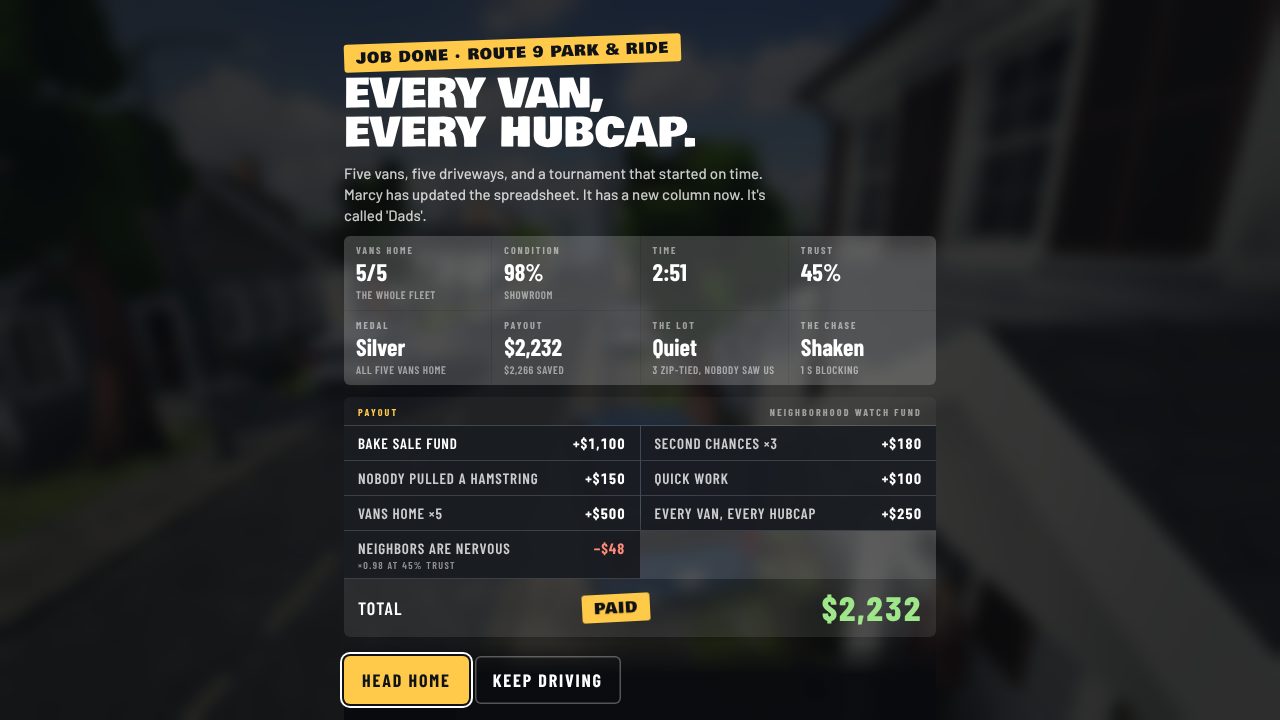 JOB DONE · ROUTE 9 PARK & RIDE
EVERY VAN,
EVERY HUBCAP.
Five vans, five driveways, and a tournament that started on time.
Marcy has updated the spreadsheet. It has a new column now. It's
called 'Dads'.
VANS HOME
5/5
THE WHOLE FLEET
CONDITION
98%
SHOWROOM
TIME
2:51
TRUST
45%
MEDAL
Silver
ALL FIVE VANS HOME
PAYOUT
$2,232
$2,266 SAVED
THE LOT
Quiet
3 ZIP-TIED, NOBODY SAW US
THE CHASE
Shaken
1 S BLOCKING
PAYOUT NEIGHBORHOOD WATCH FUND
BAKE SALE FUND +$1,100
SECOND CHANCES ×3 +$180
NOBODY PULLED A HAMSTRING +$150
QUICK WORK +$100
VANS HOME ×5 +$500
EVERY VAN, EVERY HUBCAP +$250
NEIGHBORS ARE NERVOUS −$48
×0.98 AT 45% TRUST
TOTAL PAID $2,232
HEAD HOME
KEEP DRIVING